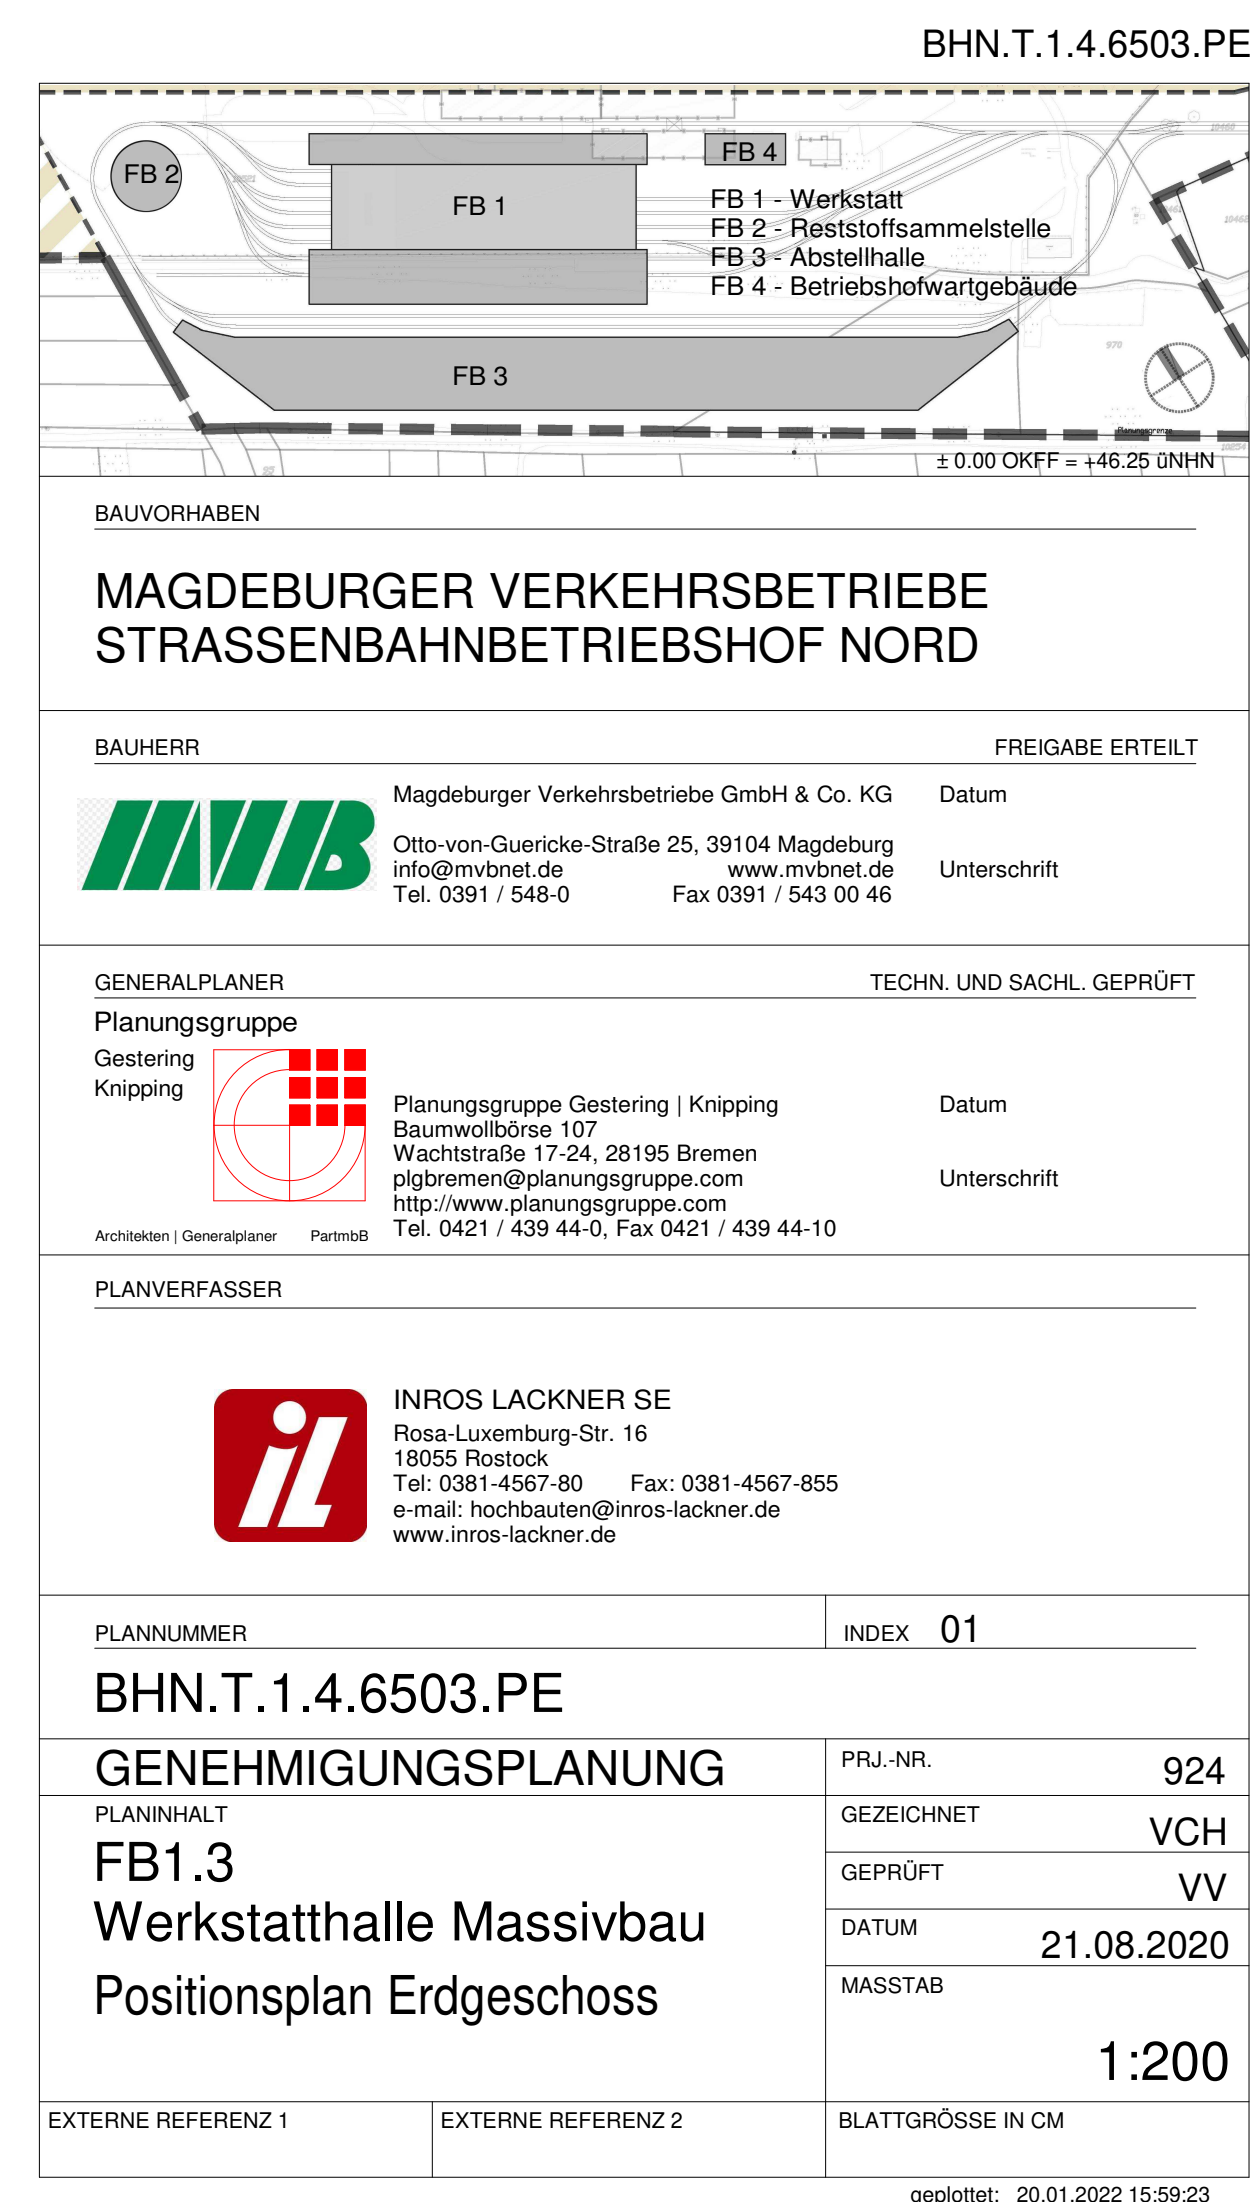 BHN.T.1.4.6503.PE
FB 2
FB 1
FB 4
FB 1 - Werkstatt
FB 2 - Reststoffsammelstelle
FB 3 - Abstellhalle
FB 4 - Betriebshofwartgebäude
FB 3
10460
10468
970
Planungsgrenze
10254
± 0.00 OKFF = +46.25 üNHN
BAUVORHABEN
MAGDEBURGER VERKEHRSBETRIEBE
STRASSENBAHNBETRIEBSHOF NORD
BAUHERR FREIGABE ERTEILT
MVB
Magdeburger Verkehrsbetriebe GmbH & Co. KG Datum
Otto-von-Guericke-Straße 25, 39104 Magdeburg
info@mvbnet.de www.mvbnet.de Unterschrift
Tel. 0391 / 548-0 Fax 0391 / 543 00 46
GENERALPLANER TECHN. UND SACHL. GEPRÜFT
Planungsgruppe
Gestering
Knipping
Planungsgruppe Gestering | Knipping Datum
Baumwollbörse 107
Wachtstraße 17-24, 28195 Bremen
plgbremen@planungsgruppe.com Unterschrift
http://www.planungsgruppe.com
Tel. 0421 / 439 44-0, Fax 0421 / 439 44-10
Architekten | Generalplaner PartmbB
PLANVERFASSER
iL
INROS LACKNER SE
Rosa-Luxemburg-Str. 16
18055 Rostock
Tel: 0381-4567-80 Fax: 0381-4567-855
e-mail: hochbauten@inros-lackner.de
www.inros-lackner.de
PLANNUMMER INDEX 01
BHN.T.1.4.6503.PE
GENEHMIGUNGSPLANUNG PRJ.-NR. 924
PLANINHALT GEZEICHNET VCH
FB1.3
GEPRÜFT VV
Werkstatthalle Massivbau
DATUM 21.08.2020
Positionsplan Erdgeschoss
MASSTAB
1:200
EXTERNE REFERENZ 1 EXTERNE REFERENZ 2 BLATTGRÖSSE IN CM
geplottet: 20.01.2022 15:59:23